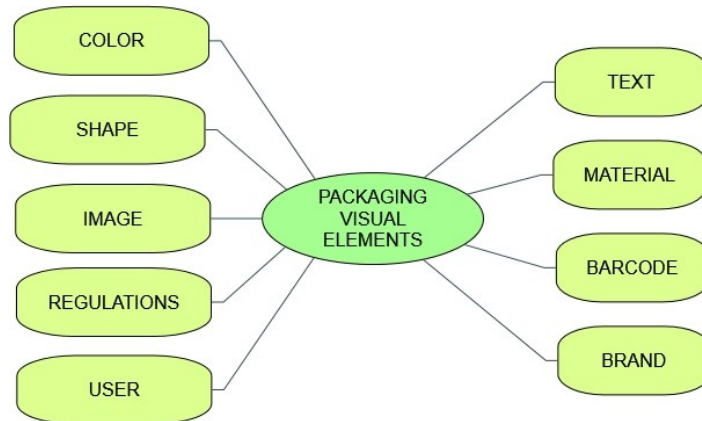 COLOR
SHAPE
IMAGE
REGULATIONS
USER
PACKAGING
VISUAL
ELEMENTS
TEXT
MATERIAL
BARCODE
BRAND